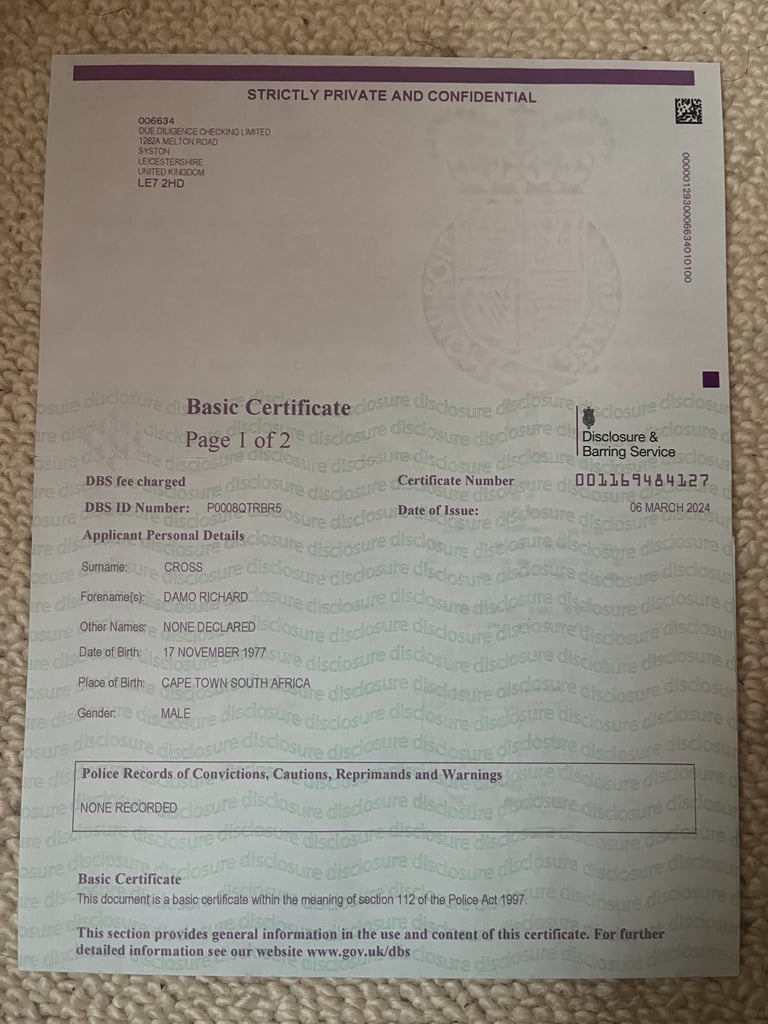 STRICTLY PRIVATE AND CONFIDENTIAL
006634
DUE DILIGENCE CHECKING LIMITED
1282A MELTON ROAD
SYSTON
LEICESTERSHIRE
UNITED KINGDOM
LE7 2HD
Basic Certificate
Page 1 of 2
Disclosure &
Barring Service
DBS fee charged
Certificate Number 001169484127
DBS ID Number: P0008QTRBR5
Date of Issue: 06 MARCH 2024
Applicant Personal Details
Surname: CROSS
Forename(s): DAMO RICHARD
Other Names: NONE DECLARED
Date of Birth: 17 NOVEMBER 1977
Place of Birth: CAPE TOWN SOUTH AFRICA
Gender: MALE
Police Records of Convictions, Cautions, Reprimands and Warnings
NONE RECORDED
Basic Certificate
This document is a basic certificate within the meaning of section 112 of the Police Act 1997.
This section provides general information in the use and content of this certificate. For further
detailed information see our website www.gov.uk/dbs